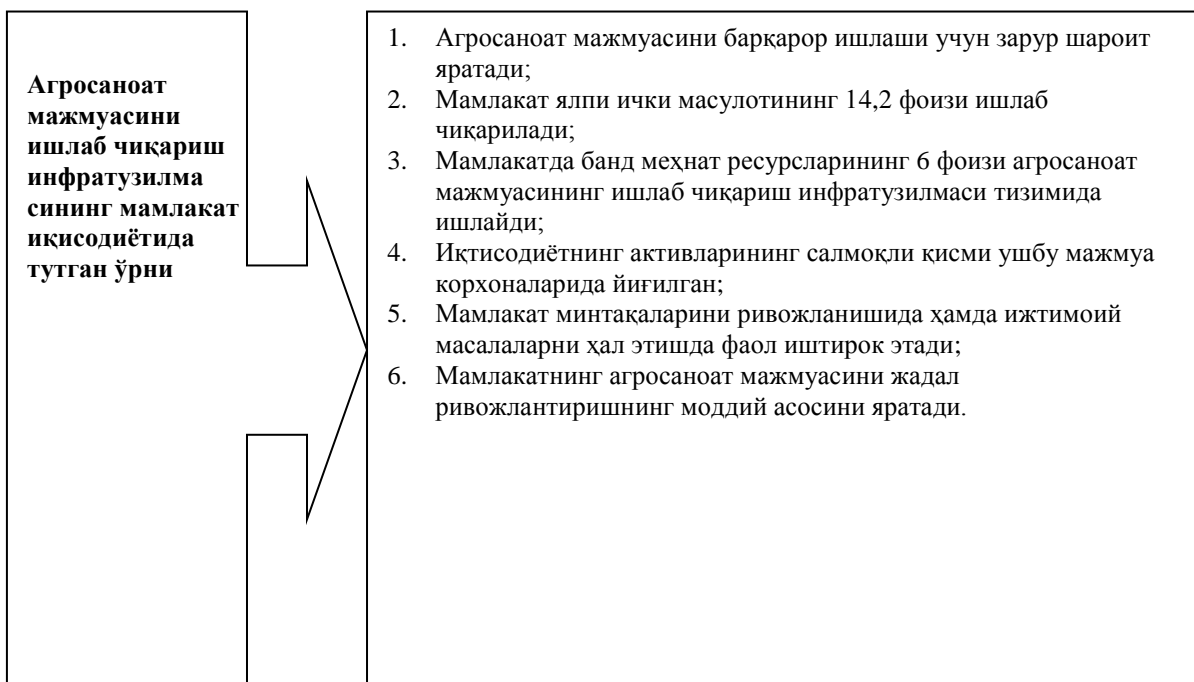 Агросаноат
мажмуасини
ишлаб чиқариш
инфратузилма
сининг мамлакат
иқисодиётида
тутган ўрни
1. Агросаноат мажмуасини барқарор ишлаши учун зарур шароит
яратади;
2. Мамлакат ялпи ички масулотининг 14,2 фоизи ишлаб
чиқарилади;
3. Мамлакатда банд меҳнат ресурсларининг 6 фоизи агросаноат
мажмуасининг ишлаб чиқариш инфратузилмаси тизимида
ишлайди;
4. Иқтисодиётнинг активларининг салмоқли қисми ушбу мажмуа
корхоналарида йиғилган;
5. Мамлакат минтақаларини ривожланишида ҳамда ижтимоий
масалаларни ҳал этишда фаол иштирок этади;
6. Мамлакатнинг агросаноат мажмуасини жадал
ривожлантиришнинг моддий асосини яратади.